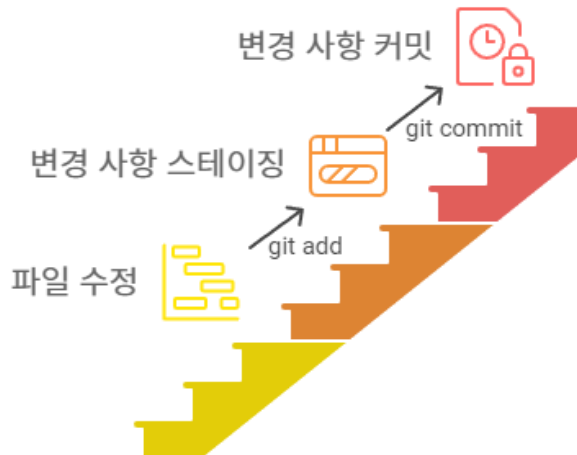 변경 사항 커밋
git commit
변경 사항 스테이징
git add
파일 수정